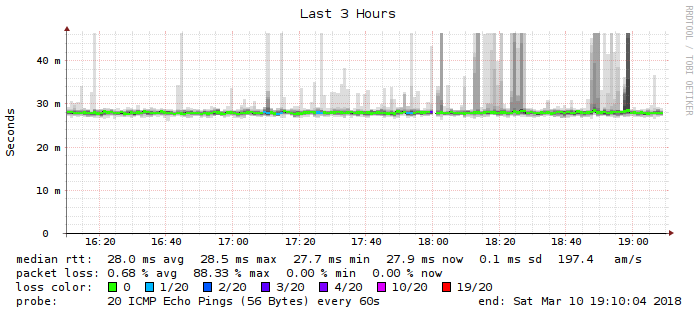 Last 3 Hours
RRDTOOL / TOBI OETIKER
Seconds
40 m
30 m
20 m
10 m
0
16:20 16:40 17:00 17:20 17:40 18:00 18:20 18:40 19:00
median rtt: 28.0 ms avg 28.5 ms max 27.7 ms min 27.9 ms now 0.1 ms sd 197.4 am/s
packet loss: 0.68 % avg 88.33 % max 0.00 % min 0.00 % now
loss color: 0 1/20 2/20 3/20 4/20 10/20 19/20
probe: 20 ICMP Echo Pings (56 Bytes) every 60s end: Sat Mar 10 19:10:04 2018